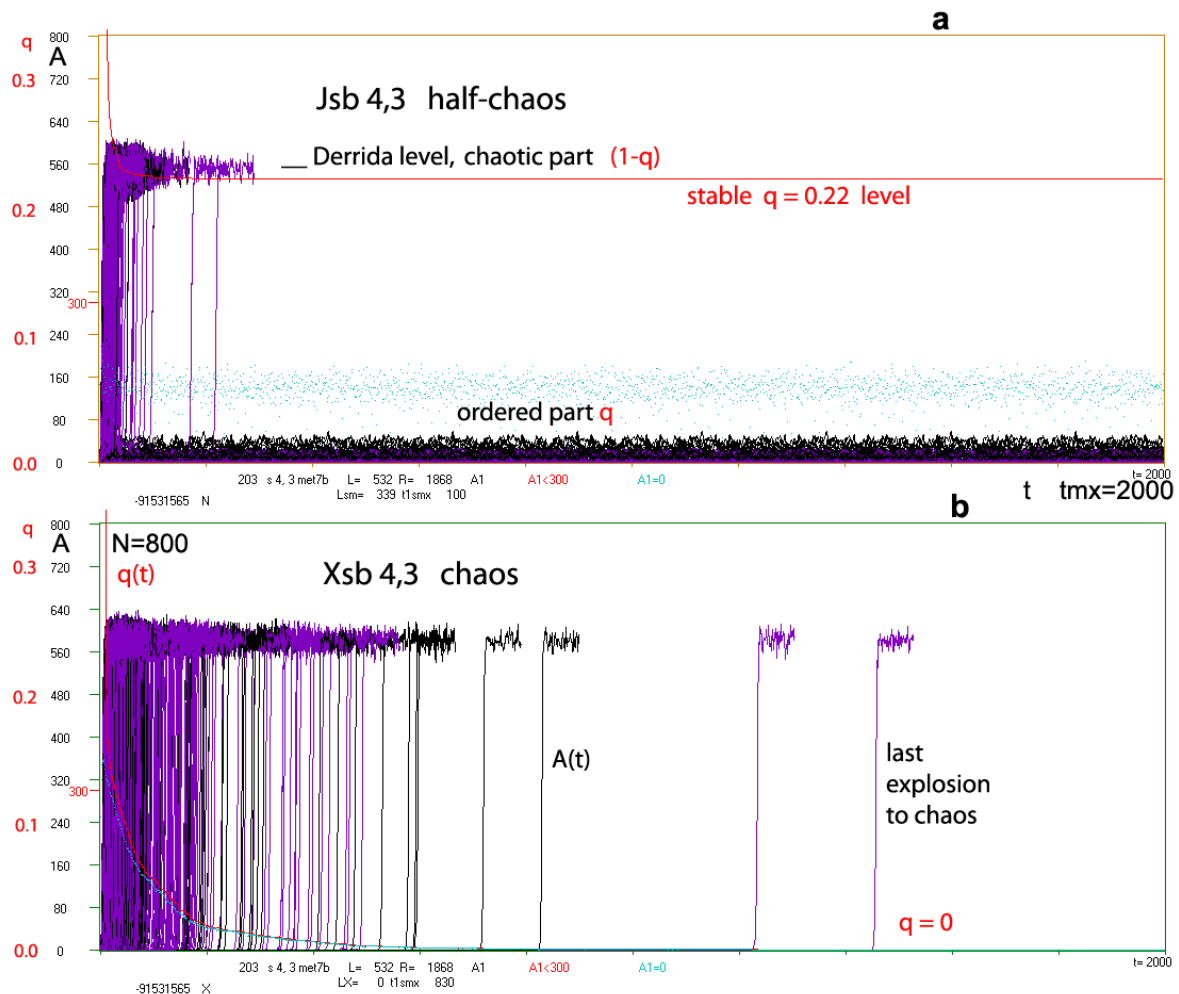 a
q
A
800
0.3
720
640
560
0.2
480
400
320
300
0.1
240
160
80
0.0
0
Jsb 4,3 half-chaos
__ Derrida level, chaotic part (1-q)
stable q = 0.22 level
ordered part q
203 s 4, 3 met7b L= 532 R= 1868 A1 A1<300 A1=0 t= 2000
Lsm= 339 t1smx 100
-91531565 N
t tmx=2000
b
q
A
800
0.3
720
640
560
0.2
480
400
320
300
0.1
240
160
80
0.0
0
N=800
q(t)
Xsb 4,3 chaos
A(t)
last
explosion
to chaos
q = 0
203 s 4, 3 met7b L= 532 R= 1868 A1 A1<300 A1=0 t= 2000
LX= 0 t1smx 830
-91531565 X